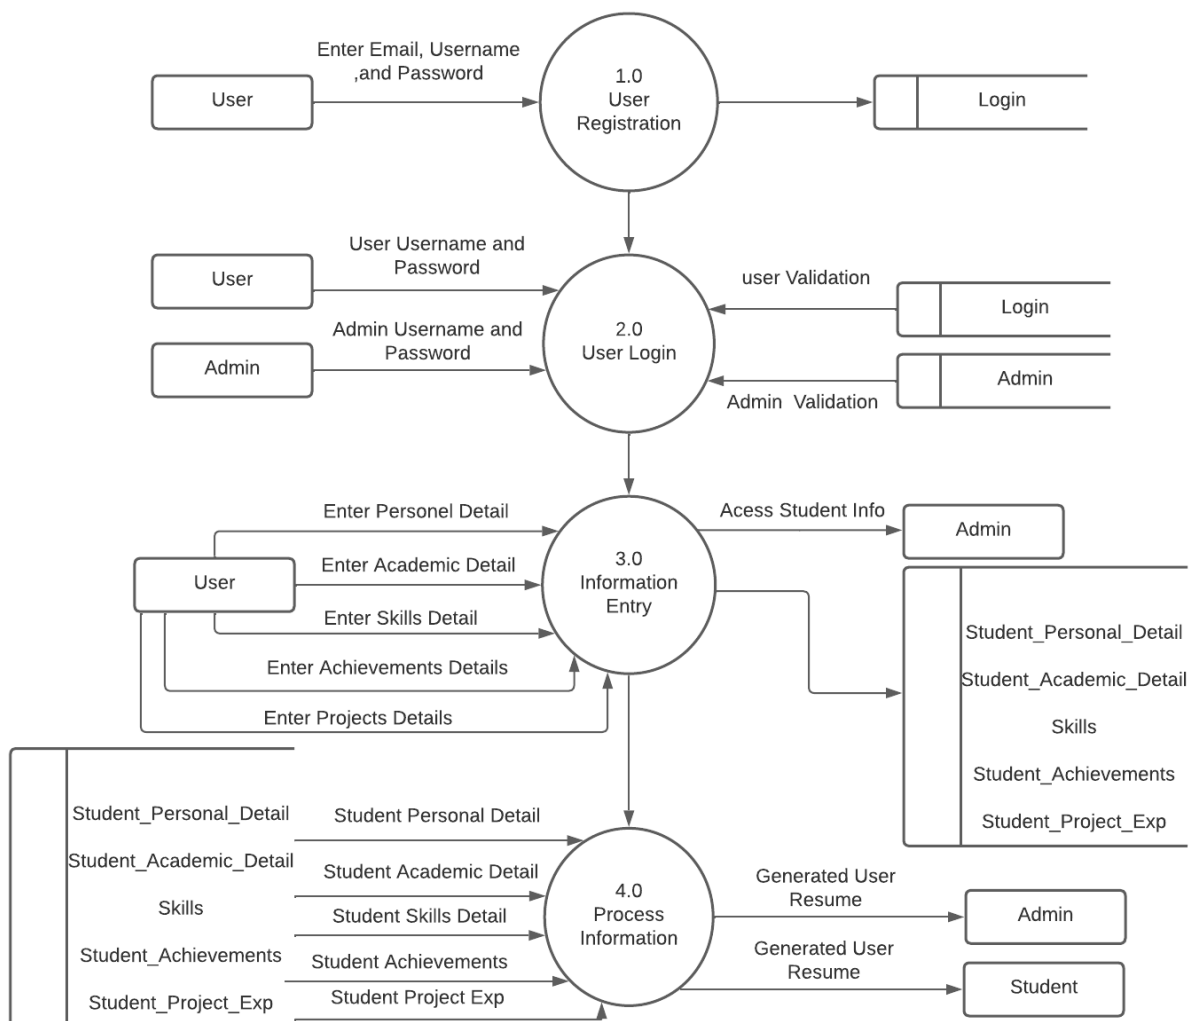 Enter Email, Username
,and Password
User
1.0
User
Registration
Login
User Username and
Password
User
Admin Username and
Password
Admin
2.0
User Login
user Validation
Login
Admin
Admin  Validation
Enter Personel Detail
User
Enter Academic Detail
Enter Skills Detail
Enter Achievements Details
Enter Projects Details
3.0
Information
Entry
Acess Student Info
Admin
Student_Personal_Detail
Student_Academic_Detail
Skills
Student_Achievements
Student_Project_Exp
Student_Personal_Detail
Student_Academic_Detail
Skills
Student_Achievements
Student_Project_Exp
Student Personal Detail
Student Academic Detail
Student Skills Detail
Student Achievements
Student Project Exp
4.0
Process
Information
Generated User
Resume
Admin
Generated User
Resume
Student